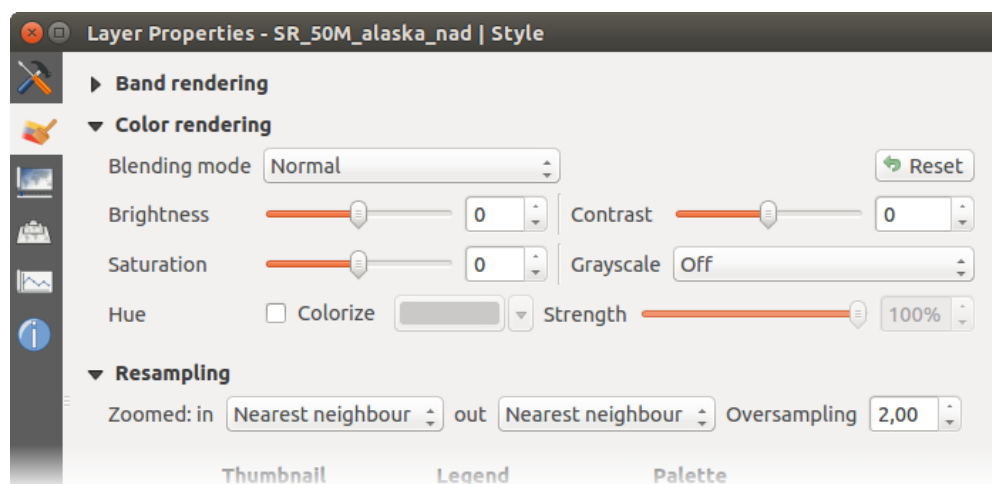 Layer Properties - SR_50M_alaska_nad | Style
Band rendering
Color rendering
Blending mode Normal Reset
Brightness 0 Contrast 0
Saturation 0 Grayscale Off
Hue Colorize Strength 100%
Resampling
Zoomed: in Nearest neighbour out Nearest neighbour Oversampling 2,00
Thumbnail Legend Palette